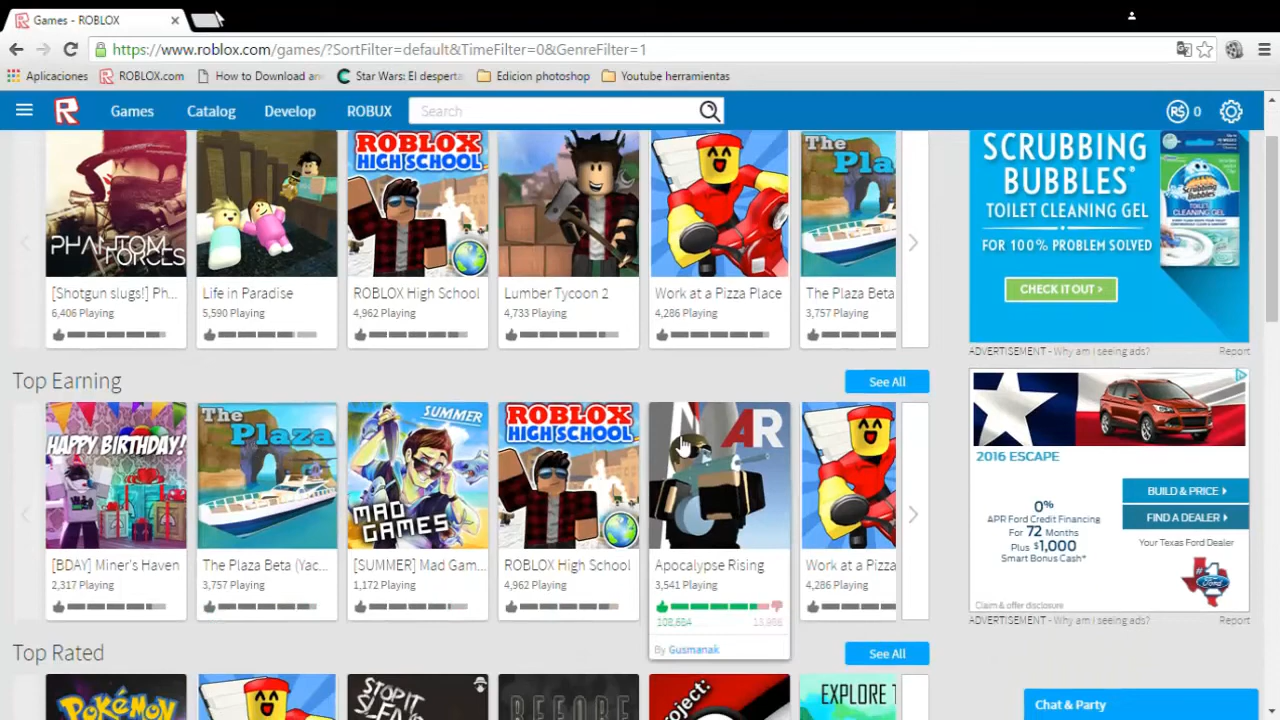 Games - ROBLOX
https://www.roblox.com/games/?SortFilter=default&TimeFilter=0&GenreFilter=1
Aplicaciones ROBLOX.com How to Download an Star Wars: El desperta Edicion photoshop Youtube herramientas
Games Catalog Develop ROBUX Search R$ 0
PHANTOM FORCES
ROBLOX HIGH SCHOOL
The Pla
[Shotgun slugs!] Ph... Life in Paradise ROBLOX High School Lumber Tycoon 2 Work at a Pizza Place The Plaza Beta
6,406 Playing 5,590 Playing 4,962 Playing 4,733 Playing 4,286 Playing 3,757 Playing
SCRUBBING
BUBBLES
TOILET CLEANING GEL
FOR 100% PROBLEM SOLVED
CHECK IT OUT >
ADVERTISEMENT - Why am I seeing ads? Report
Top Earning See All
HAPPY BIRTHDAY!
The Plaza
SUMMER
MAD GAMES
ROBLOX HIGH SCHOOL
AR
[BDAY] Miner's Haven The Plaza Beta (Yac... [SUMMER] Mad Gam... ROBLOX High School Apocalypse Rising Work at a Pizza
2,317 Playing 3,757 Playing 1,172 Playing 4,962 Playing 3,541 Playing 4,286 Playing
By Gusmanak
2016 ESCAPE
0%
APR Ford Credit Financing
For 72 Months
Plus $1,000
Smart Bonus Cash*
BUILD & PRICE
FIND A DEALER
Your Texas Ford Dealer
#1
Ford
Claim & offer disclosure
ADVERTISEMENT - Why am I seeing ads? Report
Top Rated See All
Pokémon
STOP IT
BEFORE
Project:
EXPLORE T
Chat & Party